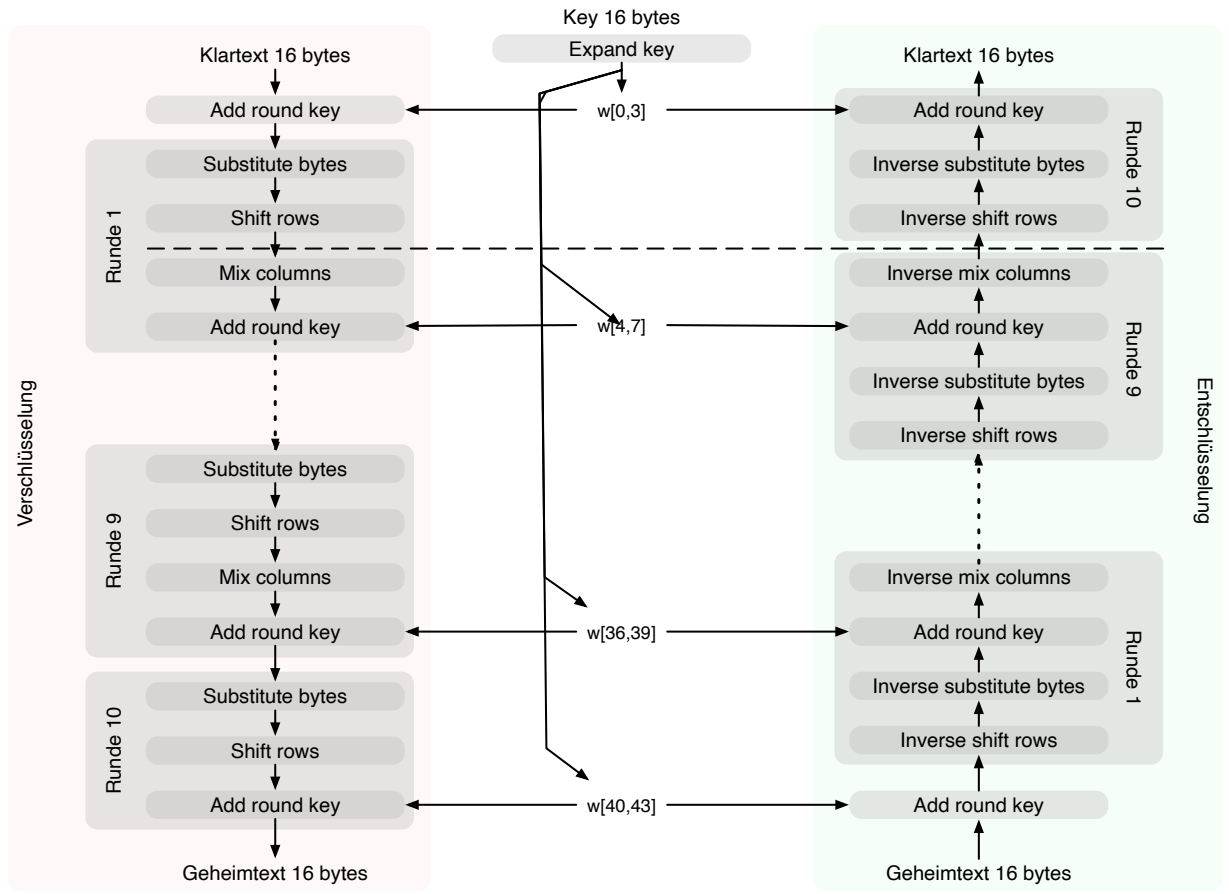 Key 16 bytes
Expand key
Verschlüsselung
Klartext 16 bytes
Add round key
Runde 1
Substitute bytes
Shift rows
Mix columns
Add round key
Runde 9
Substitute bytes
Shift rows
Mix columns
Add round key
Runde 10
Substitute bytes
Shift rows
Add round key
Geheimtext 16 bytes
w[0,3]
w[4,7]
w[36,39]
w[40,43]
Klartext 16 bytes
Add round key
Inverse substitute bytes
Inverse shift rows
Runde 10
Inverse mix columns
Add round key
Inverse substitute bytes
Inverse shift rows
Runde 9
Inverse mix columns
Add round key
Inverse substitute bytes
Inverse shift rows
Runde 1
Add round key
Geheimtext 16 bytes
Entschlüsselung